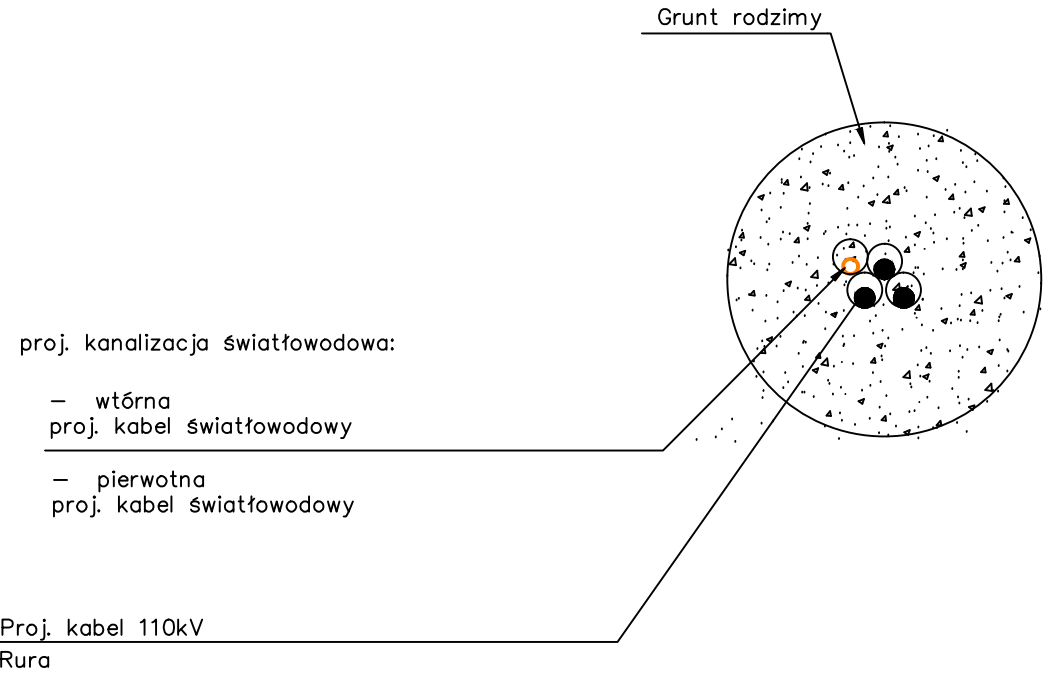 Grunt rodzimy
proj. kanalizacja światłowodowa:
– wtórna
proj. kabel światłowodowy
– pierwotna
proj. kabel światłowodowy
Proj. kabel 110kV
Rura